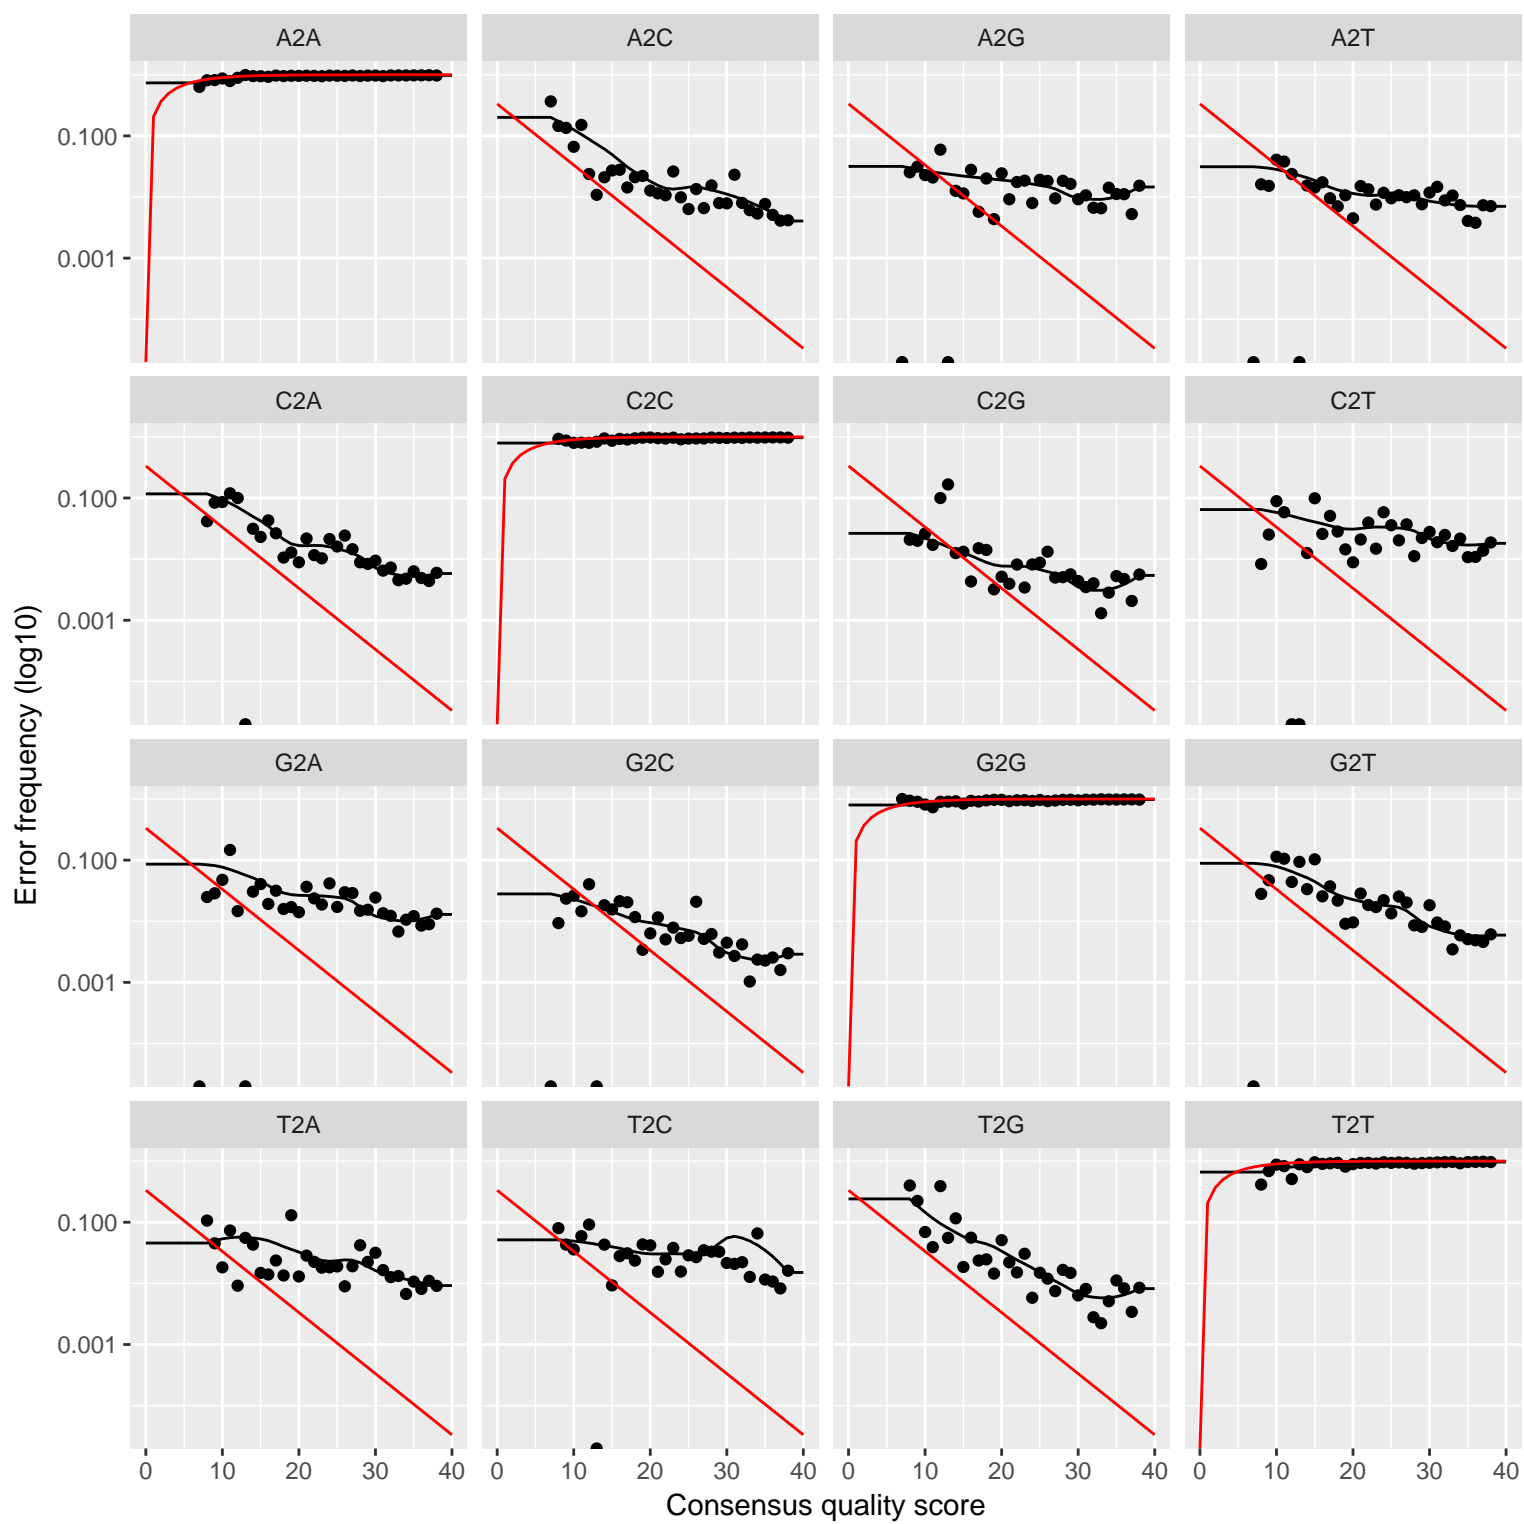 A2A A2C A2G A2T
0.100
0.001
C2A C2C C2G C2T
0.100
0.001
G2A G2C G2G G2T
0.100
0.001
T2A T2C T2G T2T
0.100
0.001
0 10 20 30 40 0 10 20 30 40 0 10 20 30 40 0 10 20 30 40
Consensus quality score
Error frequency (log10)